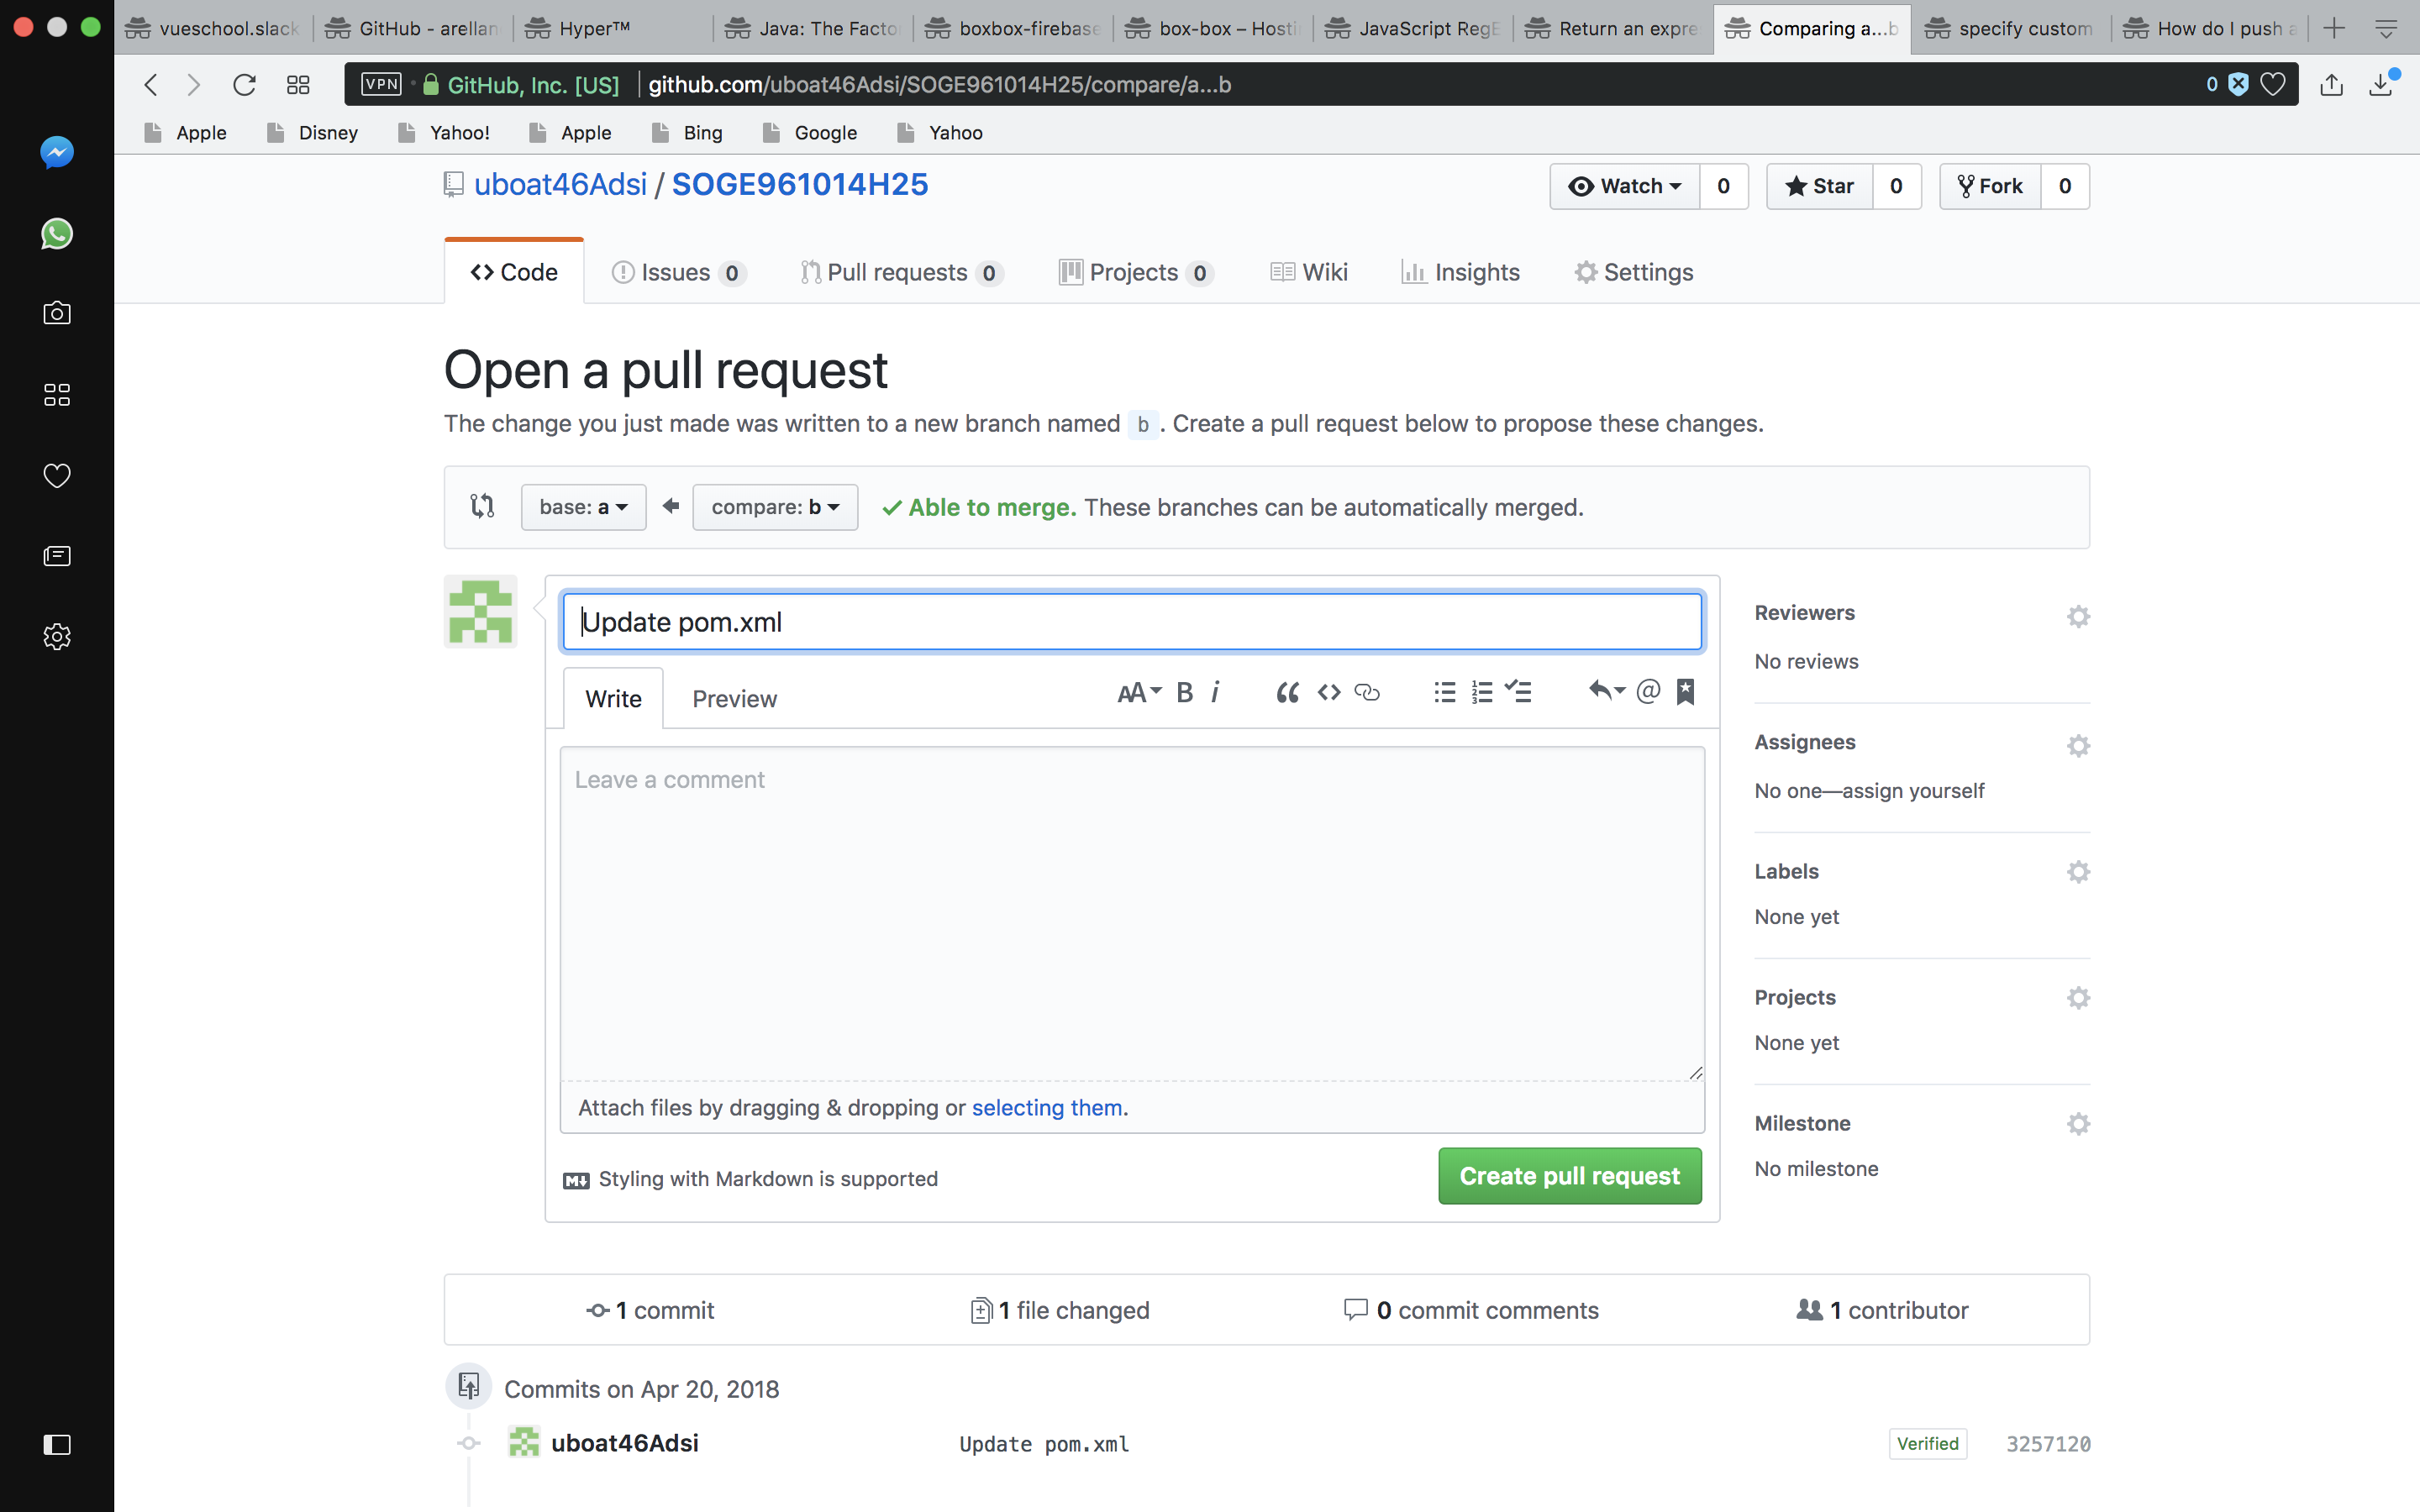 vueschool.slack
GitHub - arellan
Hyper™
Java: The Facto
boxbox-firebase
box-box – Hosti
JavaScript RegE
Return an expre
Comparing a...b
specify custom
How do I push a
VPN GitHub, Inc. [US] github.com/uboat46Adsi/SOGE961014H25/compare/a...b 0
Apple Disney Yahoo! Apple Bing Google Yahoo
uboat46Adsi / SOGE961014H25
Watch 0 Star 0 Fork 0
Code Issues 0 Pull requests 0 Projects 0 Wiki Insights Settings
Open a pull request
The change you just made was written to a new branch named b . Create a pull request below to propose these changes.
base: a compare: b Able to merge. These branches can be automatically merged.
Update pom.xml
Write Preview AA B i @
Leave a comment
Attach files by dragging & dropping or selecting them.
Styling with Markdown is supported
Create pull request
Reviewers
No reviews
Assignees
No one—assign yourself
Labels
None yet
Projects
None yet
Milestone
No milestone
1 commit 1 file changed 0 commit comments 1 contributor
Commits on Apr 20, 2018
uboat46Adsi Update pom.xml Verified 3257120